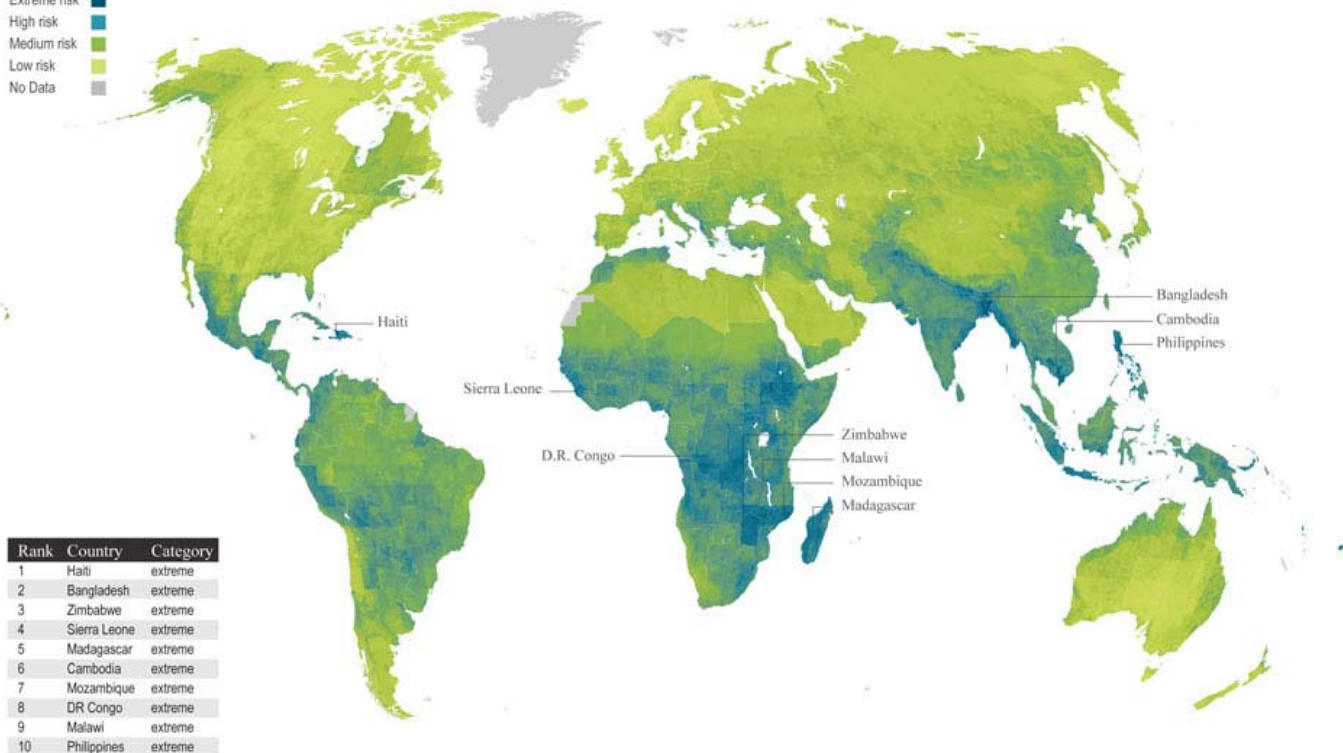 Extreme risk
High risk
Medium risk
Low risk
No Data
Haiti
Sierra Leone
D.R. Congo
Zimbabwe
Malawi
Mozambique
Madagascar
Bangladesh
Cambodia
Philippines
Rank Country Category
1 Haiti extreme
2 Bangladesh extreme
3 Zimbabwe extreme
4 Sierra Leone extreme
5 Madagascar extreme
6 Cambodia extreme
7 Mozambique extreme
8 DR Congo extreme
9 Malawi extreme
10 Philippines extreme